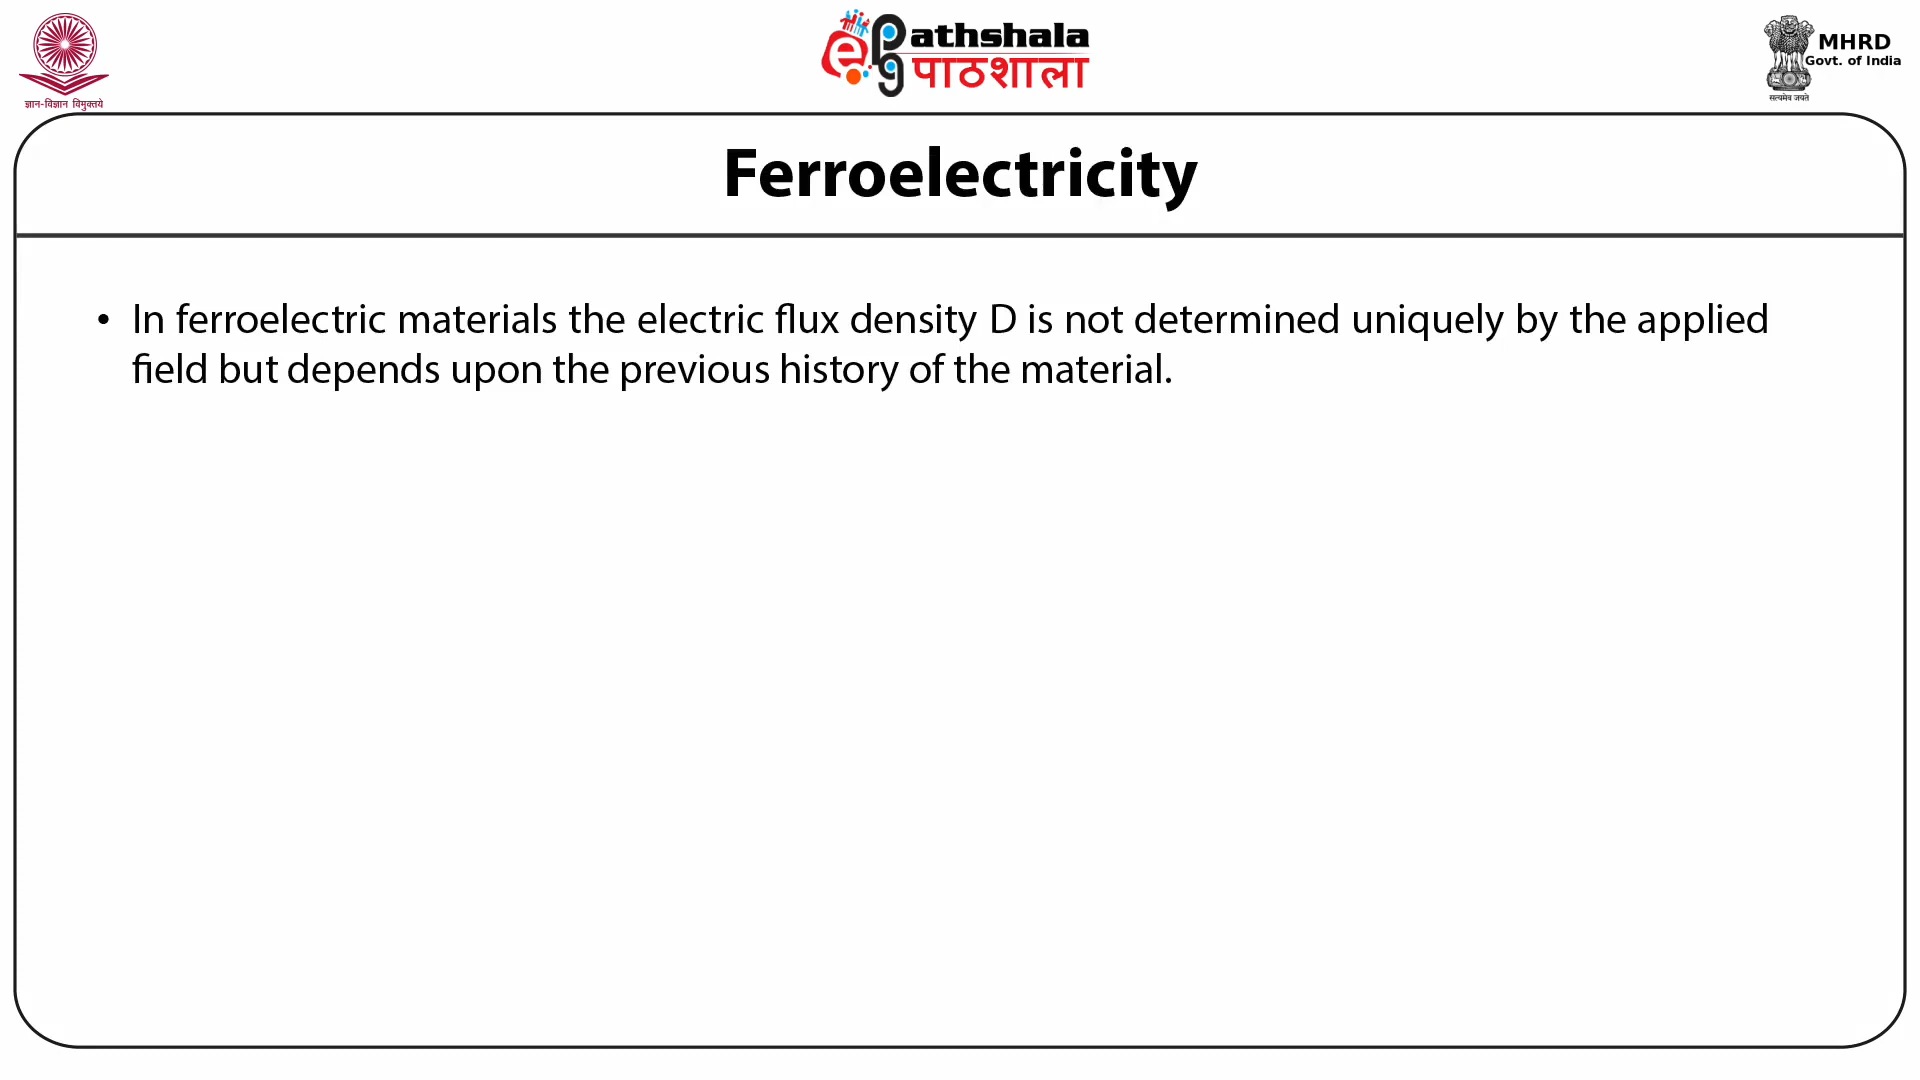 ज्ञान-विज्ञान विमुक्तये
e Pathshala
पाठशाला
MHRD
Govt. of India
सत्यमेव जयते
Ferroelectricity
• In ferroelectric materials the electric flux density D is not determined uniquely by the applied
field but depends upon the previous history of the material.